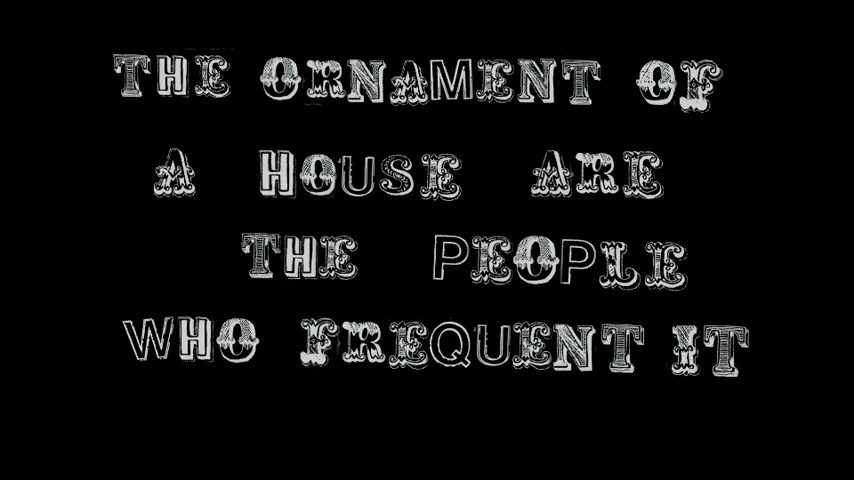 THE ORNAMENT OF
A HOUSE ARE
THE PEOPLE
WHO FREQUENT IT